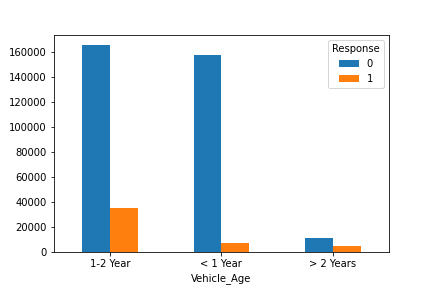 Response
0
1
160000
140000
120000
100000
80000
60000
40000
20000
0
1-2 Year
< 1 Year
> 2 Years
Vehicle_Age